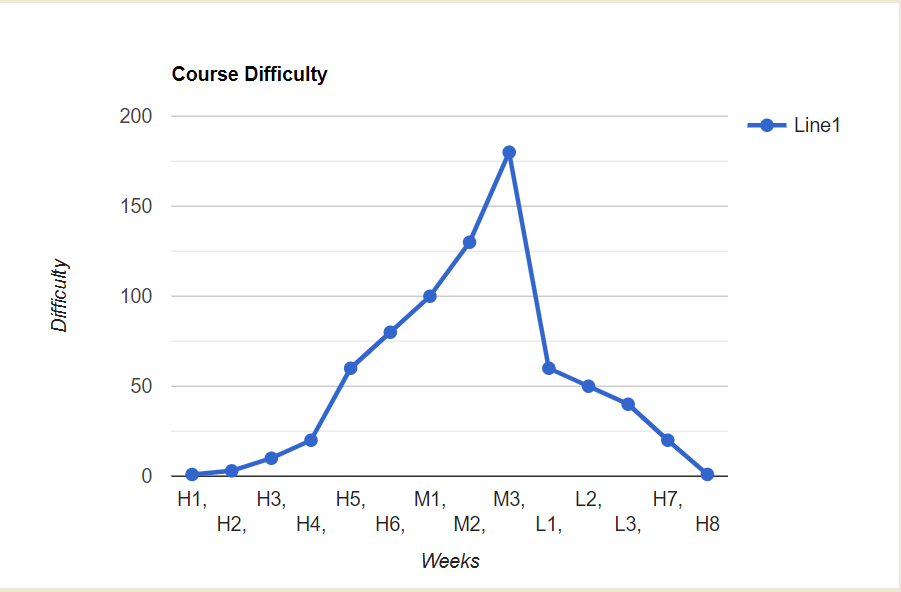 Course Difficulty
Line1
200
150
100
50
0
Difficulty
H1, H3, H5, M1, M3, L2, H7,
H2, H4, H6, M2, L1, L3, H8
Weeks